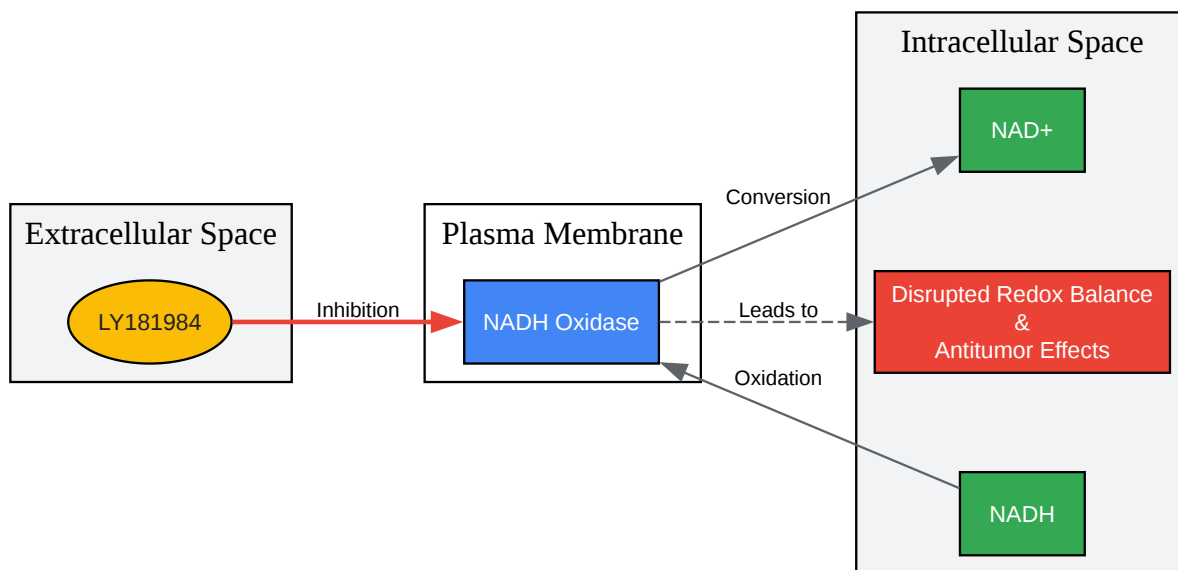 Extracellular Space
LY181984
Inhibition
Plasma Membrane
NADH Oxidase
Conversion
Leads to
Oxidation
Intracellular Space
NAD+
Disrupted Redox Balance
&
Antitumor Effects
NADH